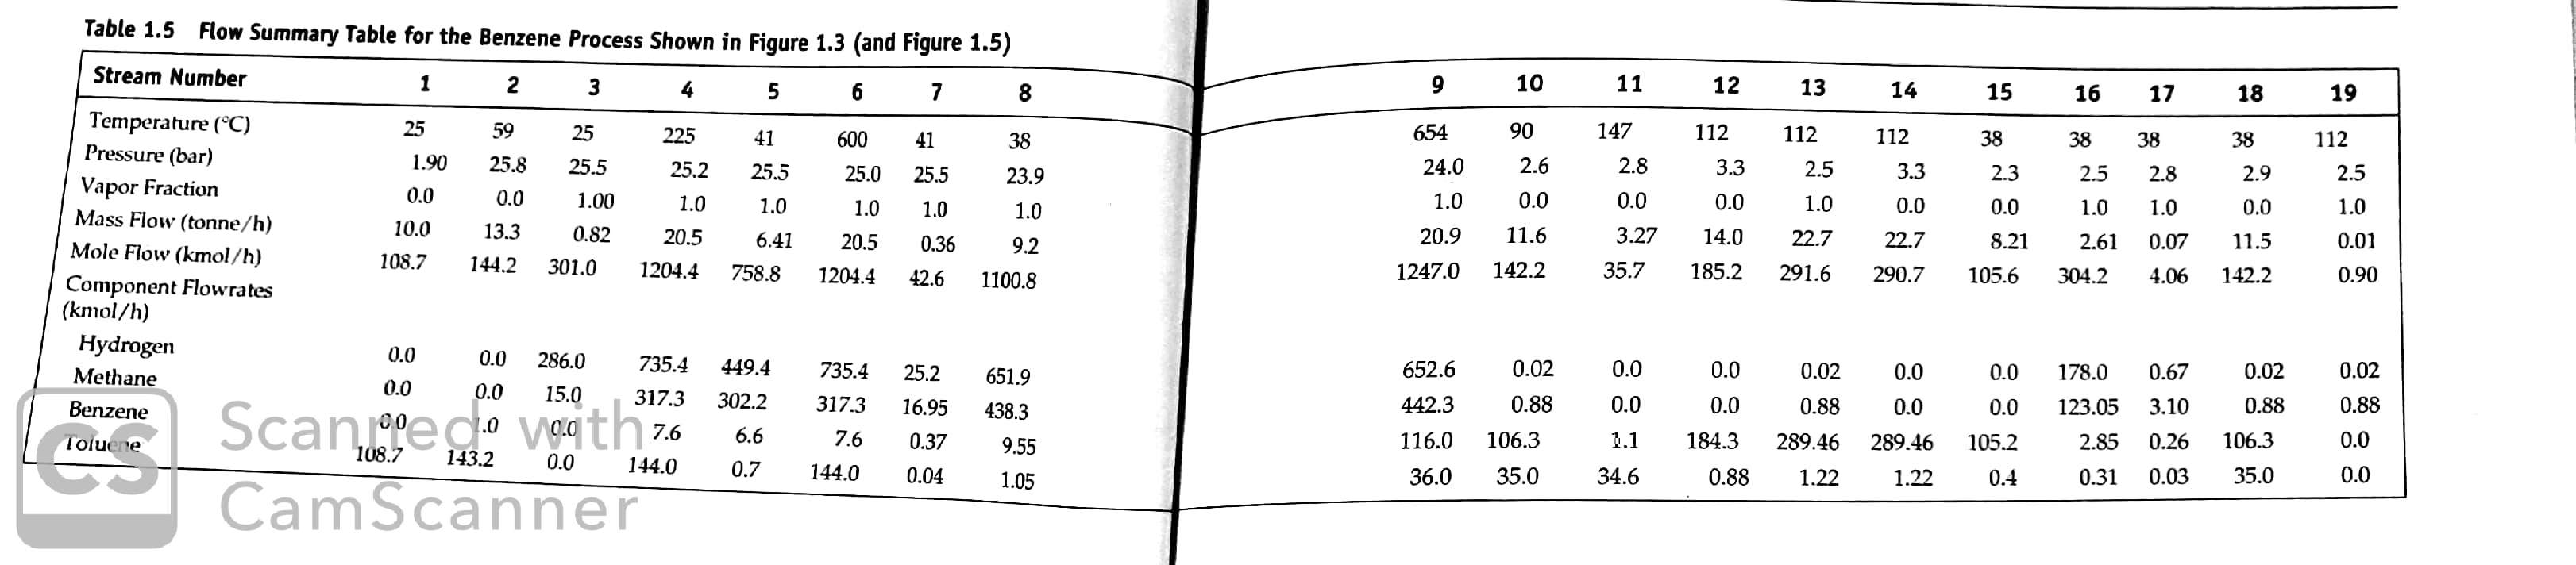 Table 1.5 Flow Summary Table for the Benzene Process Shown in Figure 1.3 (and Figure 1.5)
Stream Number 1 2 3 4 5 6 7 8 9 10 11 12 13 14 15 16 17 18 19
Temperature (°C) 25 59 25 225 41 600 41 38 654 90 147 112 112 112 38 38 38 38 112
Pressure (bar) 1.90 25.8 25.5 25.2 25.5 25.0 25.5 23.9 24.0 2.6 2.8 3.3 2.5 3.3 2.3 2.5 2.8 2.9 2.5
Vapor Fraction 0.0 0.0 1.00 1.0 1.0 1.0 1.0 1.0 1.0 0.0 0.0 0.0 1.0 0.0 0.0 1.0 1.0 0.0 1.0
Mass Flow (tonne/h) 10.0 13.3 0.82 20.5 6.41 20.5 0.36 9.2 20.9 11.6 3.27 14.0 22.7 22.7 8.21 2.61 0.07 11.5 0.01
Mole Flow (kmol/h) 108.7 144.2 301.0 1204.4 758.8 1204.4 42.6 1100.8 1247.0 142.2 35.7 185.2 291.6 290.7 105.6 304.2 4.06 142.2 0.90
Component Flowrates
(kmol/h)
Hydrogen 0.0 0.0 286.0 735.4 449.4 735.4 25.2 651.9 652.6 0.02 0.0 0.0 0.02 0.0 0.0 178.0 0.67 0.02 0.02
Methane 0.0 0.0 15.0 317.3 302.2 317.3 16.95 438.3 442.3 0.88 0.0 0.0 0.88 0.0 0.0 123.05 3.10 0.88 0.88
Benzene 0.0 1.0 0.0 7.6 6.6 7.6 0.37 9.55 116.0 106.3 1.1 184.3 289.46 289.46 105.2 2.85 0.26 106.3 0.0
Toluene 108.7 143.2 0.0 144.0 0.7 144.0 0.04 1.05 36.0 35.0 34.6 0.88 1.22 1.22 0.4 0.31 0.03 35.0 0.0
CS
Scanned with
CamScanner